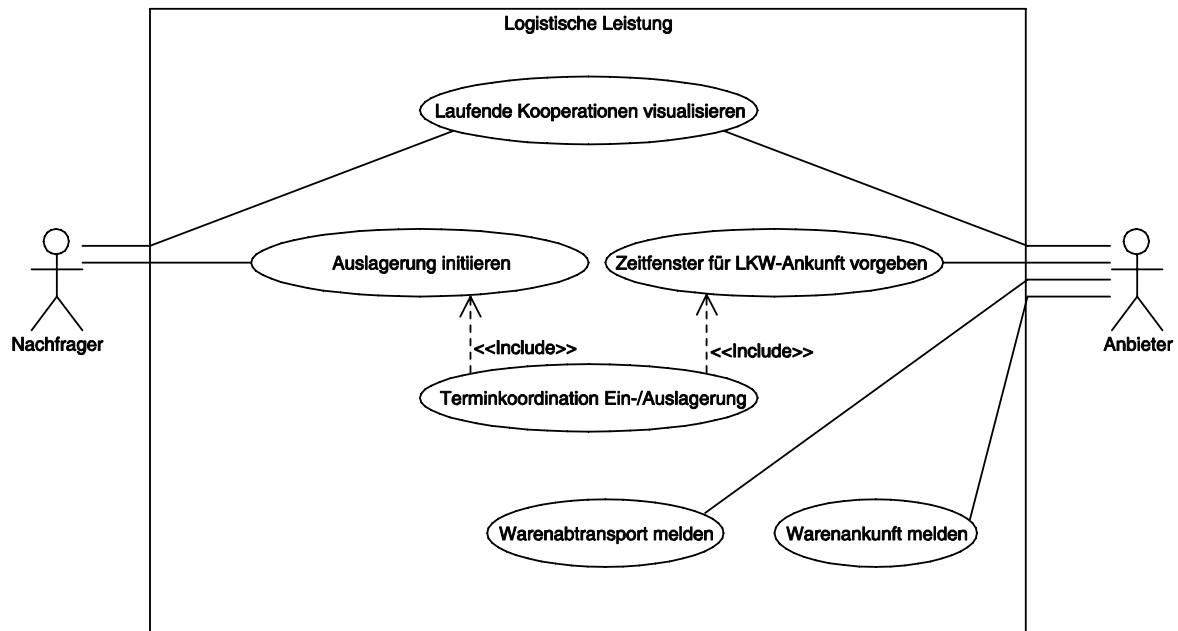 Logistische Leistung
Laufende Kooperationen visualisieren
Auslagerung initiieren
Zeitfenster für LKW-Ankunft vorgeben
Nachfrager
Anbieter
<<Include>>
<<Include>>
Terminkoordination Ein-/Auslagerung
Warenabtransport melden
Warenankunft melden